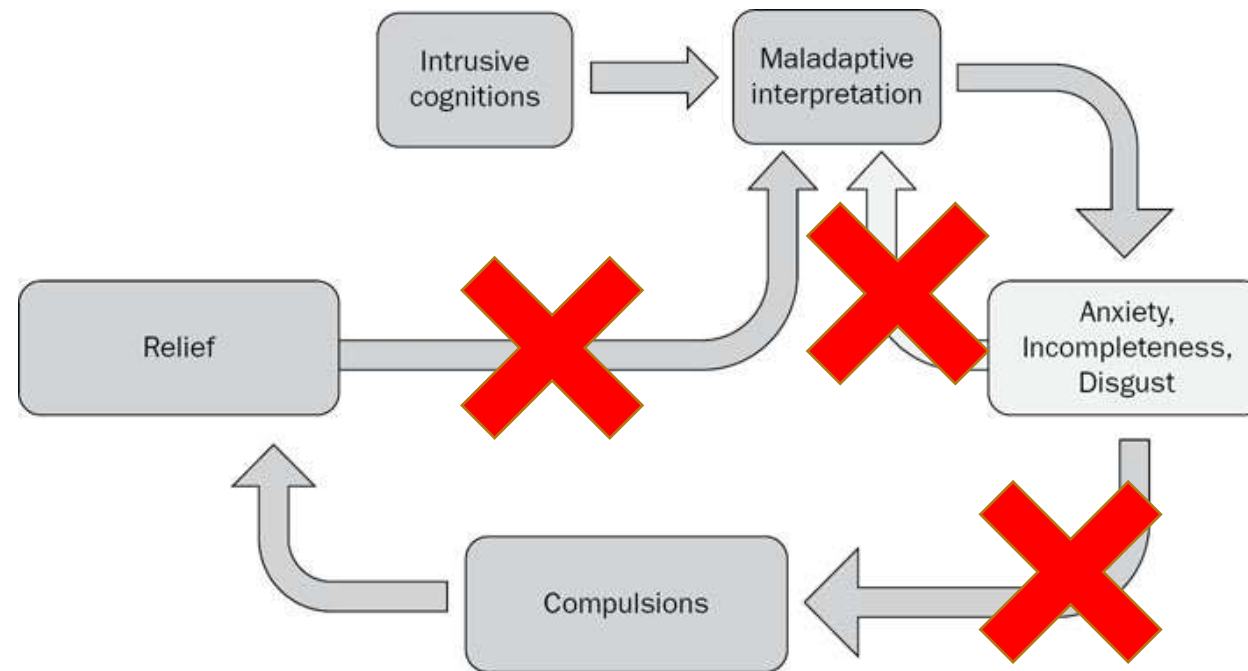 Intrusive
cognitions
Maladaptive
interpretation
Relief
Anxiety,
Incompleteness,
Disgust
Compulsions